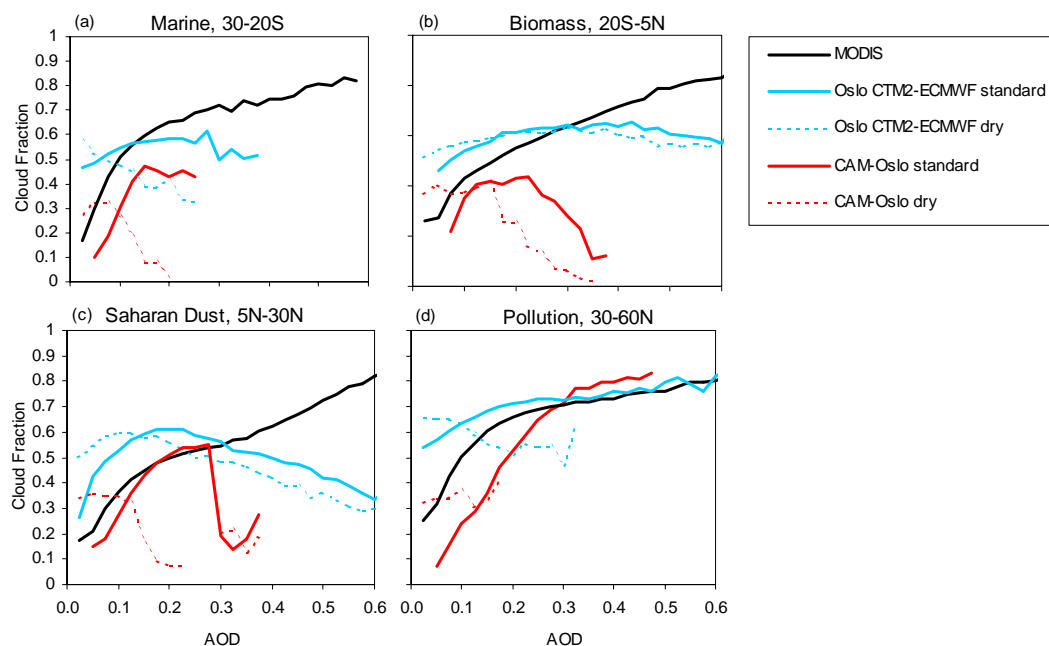 (a) Marine, 30-20S
(b) Biomass, 20S-5N
Cloud Fraction
1
0.9
0.8
0.7
0.6
0.5
0.4
0.3
0.2
0.1
0
MODIS
Oslo CTM2-ECMWF standard
Oslo CTM2-ECMWF dry
CAM-Oslo standard
CAM-Oslo dry
(c) Saharan Dust, 5N-30N
(d) Pollution, 30-60N
Cloud Fraction
1
0.9
0.8
0.7
0.6
0.5
0.4
0.3
0.2
0.1
0
0.0 0.1 0.2 0.3 0.4 0.5 0.6
0.0 0.1 0.2 0.3 0.4 0.5 0.6
AOD
AOD